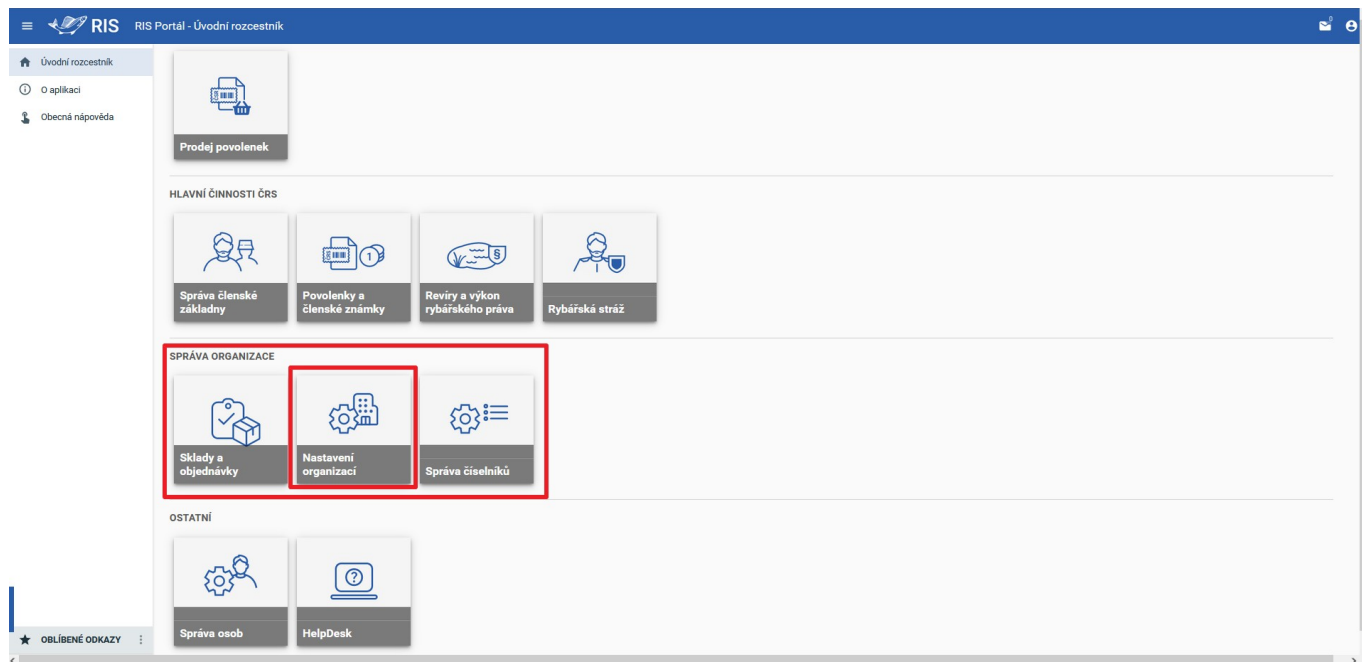 RIS RIS Portál - Úvodní rozcestník
0
Úvodní rozcestník
O aplikaci
Obecná nápověda
Prodej povolenek
HLAVNÍ ČINNOSTI ČRS
Správa členské
základny
1
Povolenky a
členské známky
§
Revíry a výkon
rybářského práva
Rybářská stráž
SPRÁVA ORGANIZACE
Sklady a
objednávky
Nastavení
organizací
Správa číselníků
OSTATNÍ
Správa osob
?
HelpDesk
OBLÍBENÉ ODKAZY